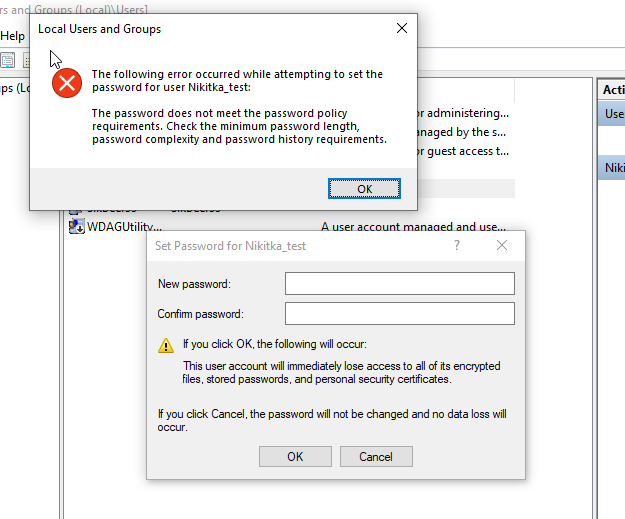 rs and Groups (Local)\Users]
Help
Local Users and Groups
The following error occurred while attempting to set the
password for user Nikitka_test:
The password does not meet the password policy
requirements. Check the minimum password length,
password complexity and password history requirements.
OK
ps (Lo
or administering...
anaged by the s...
or guest access t...
Acti
Use
Niki
WDAGUtility...
A user account managed and use...
Set Password for Nikitka_test
?
New password:
Confirm password:
If you click OK, the following will occur:
This user account will immediately lose access to all of its encrypted
files, stored passwords, and personal security certificates.
If you click Cancel, the password will not be changed and no data loss will
occur.
OK
Cancel